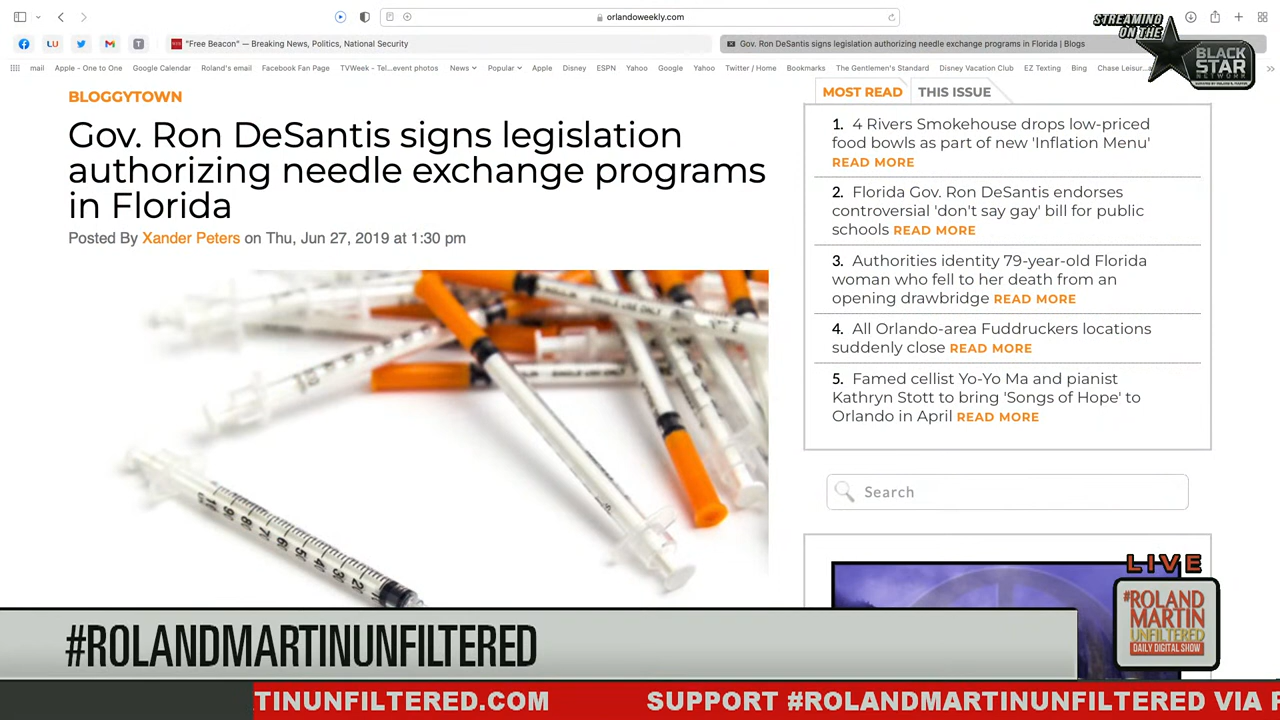 orlandoweekly.com
STREAMING
ON THE
BLACK
STAR
NETWORK
"Free Beacon" — Breaking News, Politics, National Security
Gov. Ron DeSantis signs legislation authorizing needle exchange programs in Florida | Blogs
mail Apple - One to One Google Calendar Roland's email Facebook Fan Page TVWeek - Tel...event photos News Popular Apple Disney ESPN Yahoo Google Yahoo Twitter / Home Bookmarks The Gentlemen's Standard Disney Vacation Club EZ Texting Bing Chase Leisur...
BLOGGYTOWN
Gov. Ron DeSantis signs legislation
authorizing needle exchange programs
in Florida
Posted By Xander Peters on Thu, Jun 27, 2019 at 1:30 pm
MOST READ THIS ISSUE
1. 4 Rivers Smokehouse drops low-priced
food bowls as part of new 'Inflation Menu'
READ MORE
2. Florida Gov. Ron DeSantis endorses
controversial 'don't say gay' bill for public
schools READ MORE
3. Authorities identity 79-year-old Florida
woman who fell to her death from an
opening drawbridge READ MORE
4. All Orlando-area Fuddruckers locations
suddenly close READ MORE
5. Famed cellist Yo-Yo Ma and pianist
Kathryn Stott to bring 'Songs of Hope' to
Orlando in April READ MORE
Search
LIVE
#ROLAND
MARTIN
UNFILTERED
DAILY DIGITAL SHOW
#ROLANDMARTINUNFILTERED
TINUNFILTERED.COM SUPPORT #ROLANDMARTINUNFILTERED VIA